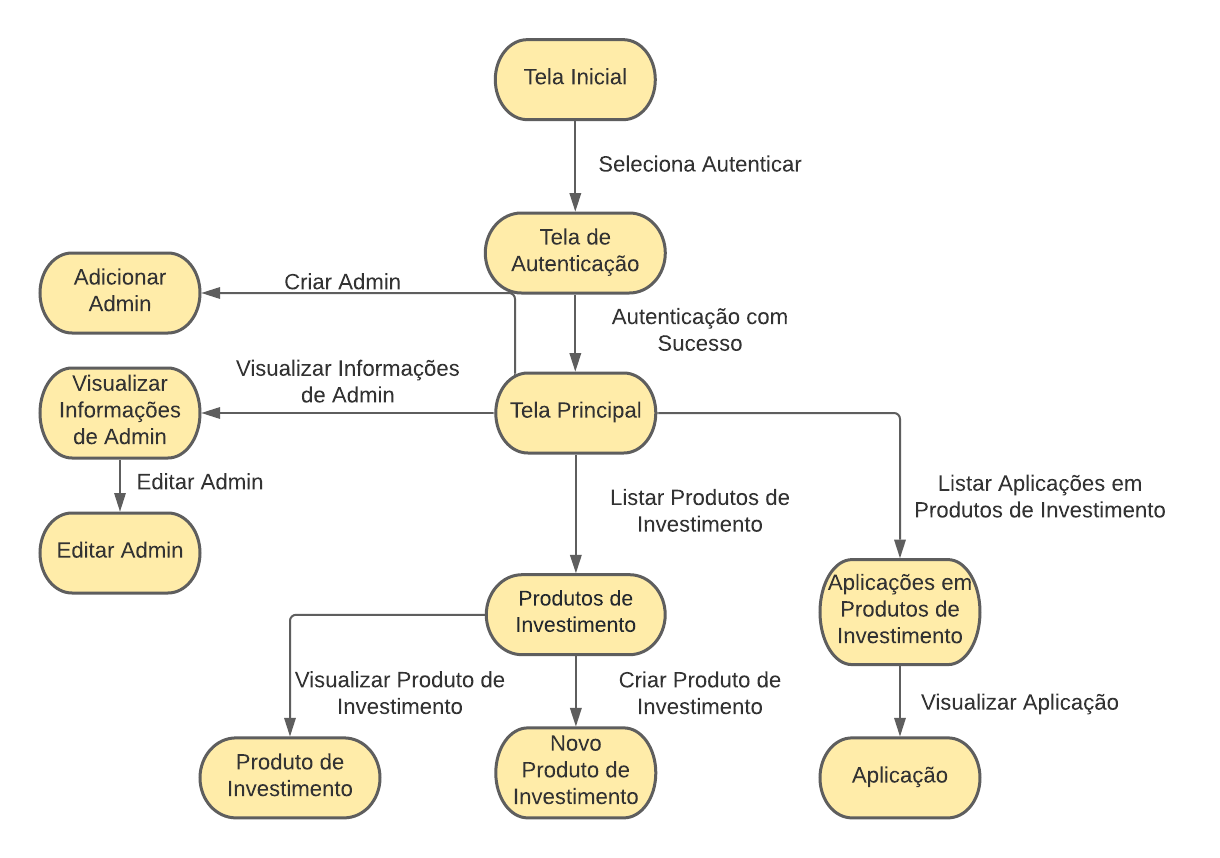 Tela Inicial
Seleciona Autenticar
Tela de
Autenticação
Adicionar
Admin
Criar Admin
Autenticação com
Sucesso
Visualizar Informações
de Admin
Visualizar
Informações
de Admin
Tela Principal
Editar Admin
Listar Produtos de
Investimento
Listar Aplicações em
Produtos de Investimento
Editar Admin
Produtos de
Investimento
Aplicações em
Produtos de
Investimento
Visualizar Produto de
Investimento
Criar Produto de
Investimento
Visualizar Aplicação
Produto de
Investimento
Novo
Produto de
Investimento
Aplicação